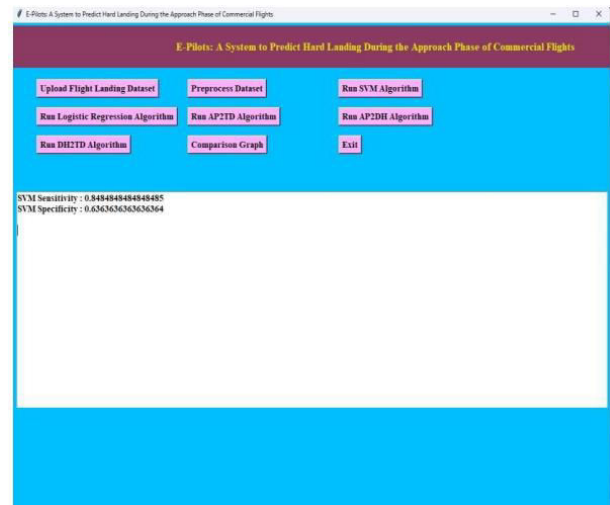 E-Pilots: A System to Predict Hard Landing During the Approach Phase of Commercial Flights
E-Pilots: A System to Predict Hard Landing During the Approach Phase of Commercial Flights
Upload Flight Landing Dataset
Preprocess Dataset
Run SVM Algorithm
Run Logistic Regression Algorithm
Run AP2TD Algorithm
Run AP2DH Algorithm
Run DH2TD Algorithm
Comparison Graph
Exit
SVM Sensitivity : 0.8484848484848485
SVM Specificity : 0.6363636363636364